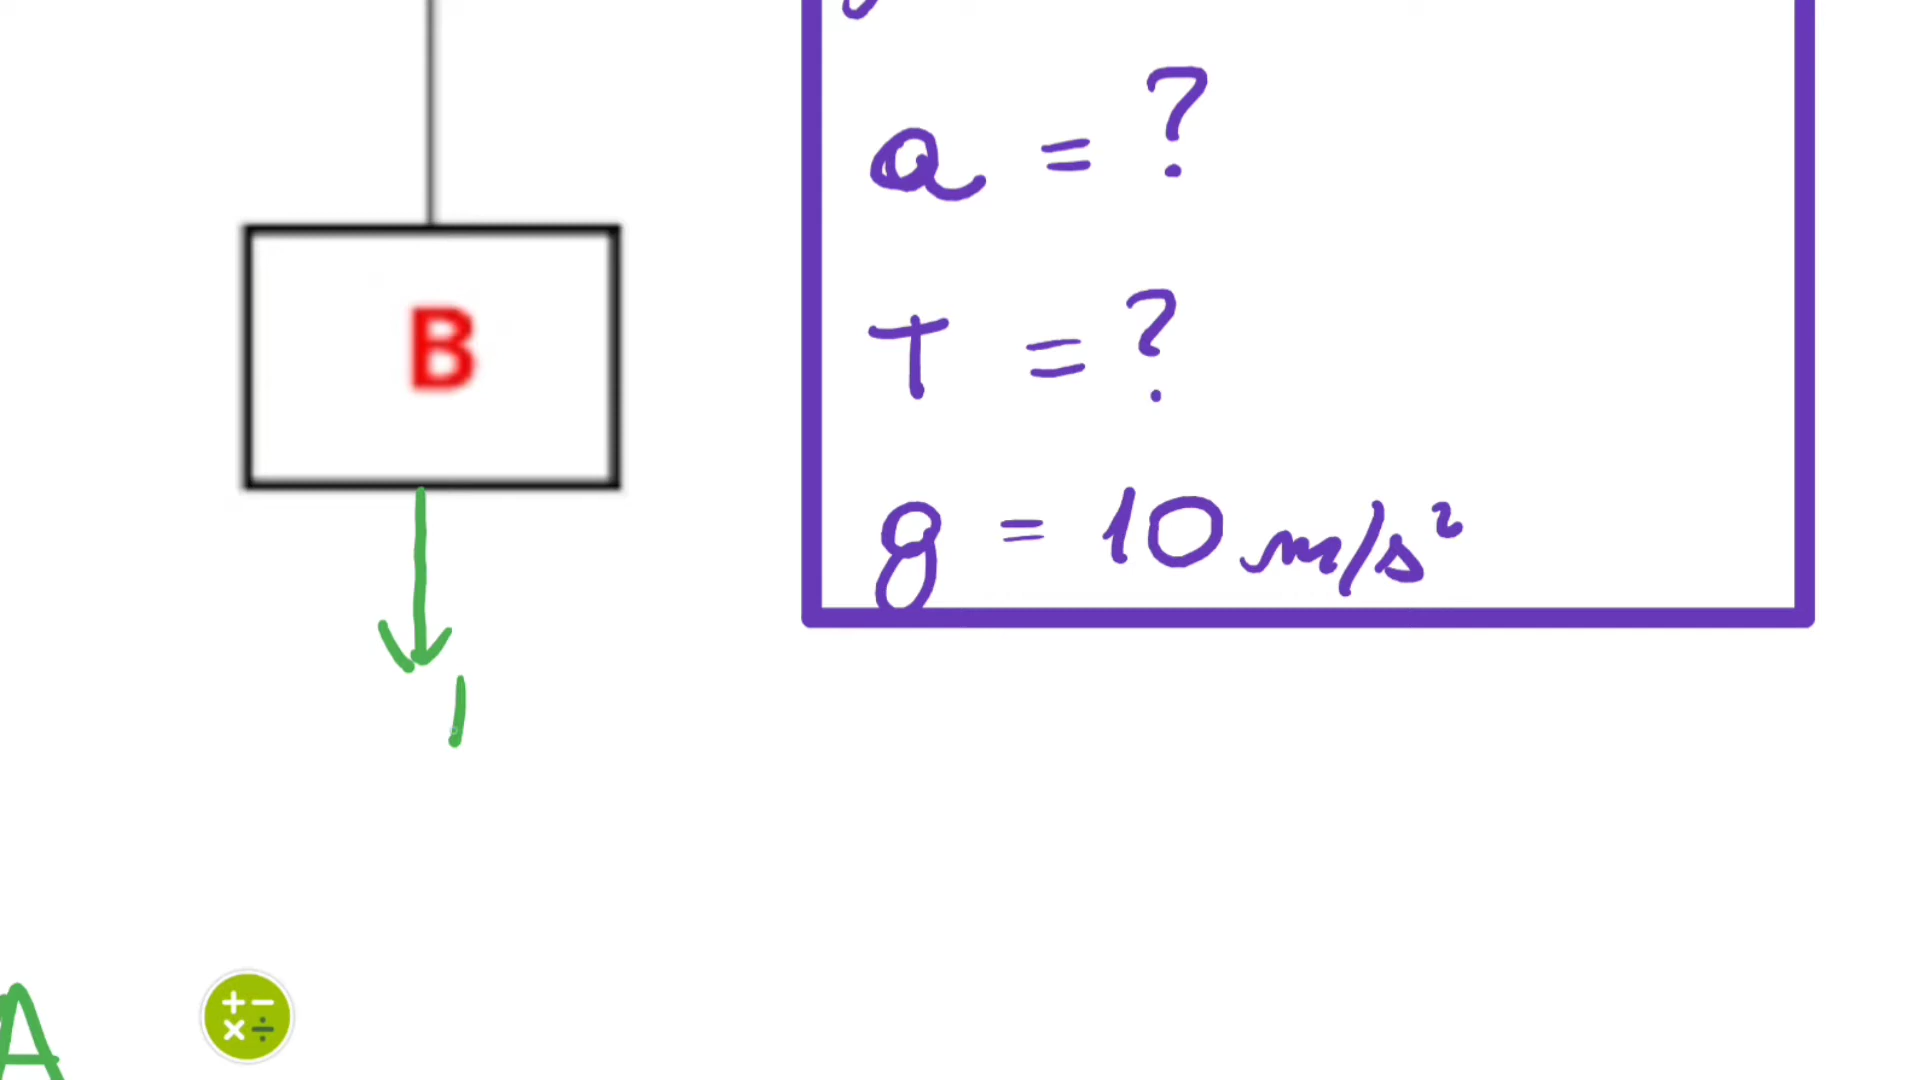 a = ?
B
T = ?
g = 10 m/s²
A